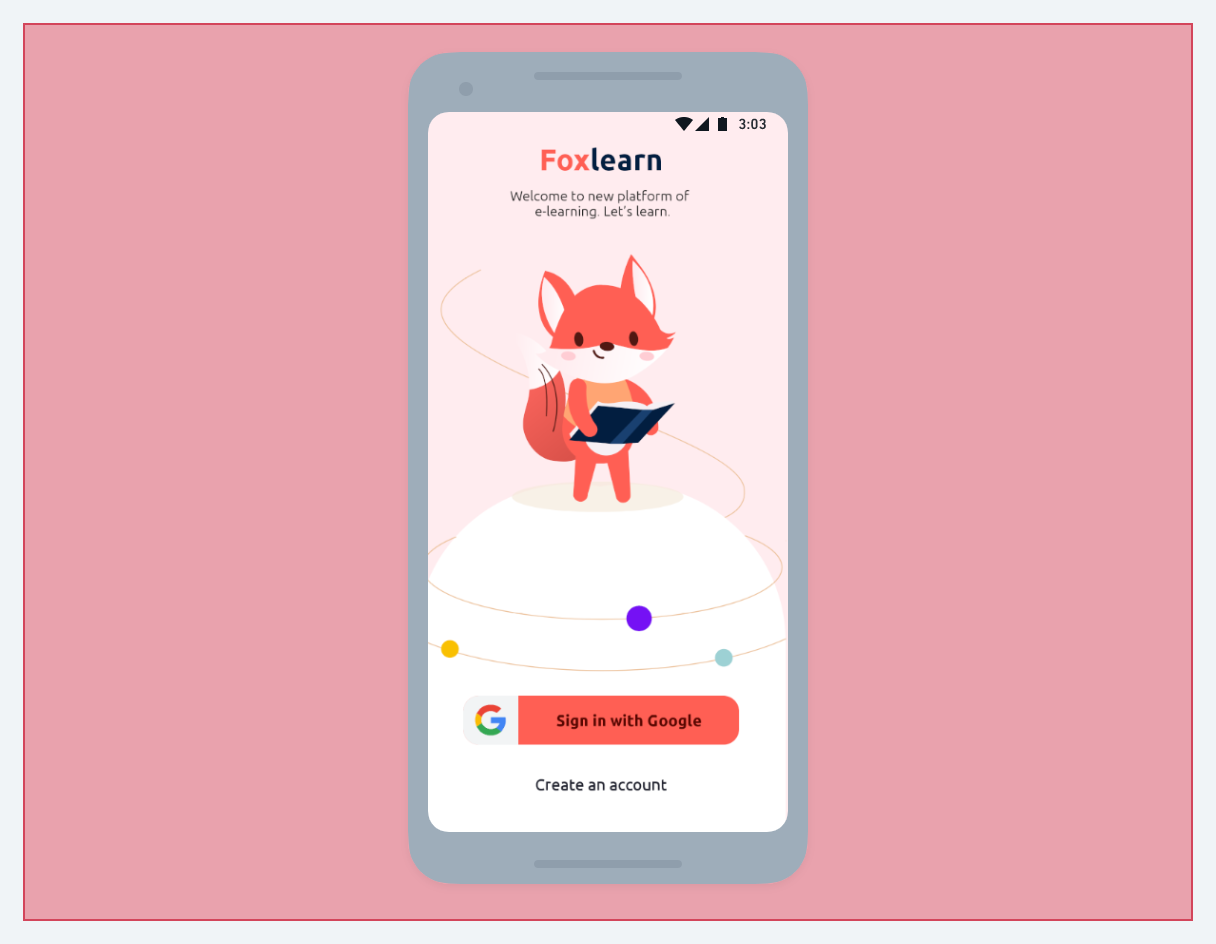 3:03
Foxlearn
Welcome to new platform of
e-learning. Let's learn.
Sign in with Google
Create an account